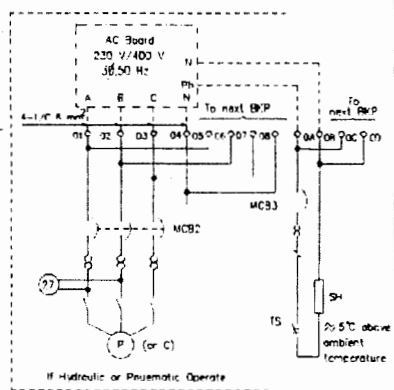 AC Board
230 V/400 V
3Ø,50 Hz
N
Ph
A B C N
To next BKP
To next BKP
01 02 03 04 05 06 07 08 0A 0B 0C
MCB3
MCB2
27
SH
TS
5°C above
ambient
temperature
P (or C)
If Hydraulic or Pnuematic Operate